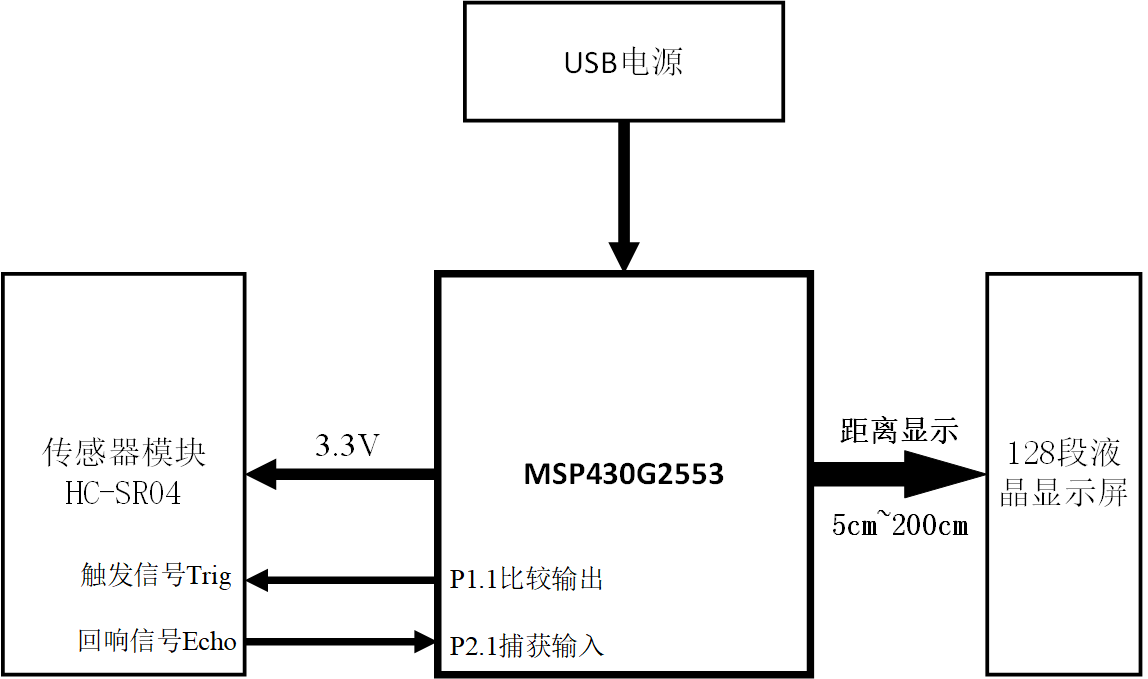 USB电源
传感器模块
HC-SR04
3.3V
触发信号Trig
回响信号Echo
MSP430G2553
P1.1比较输出
P2.1捕获输入
距离显示
5cm~200cm
128段液
晶显示屏